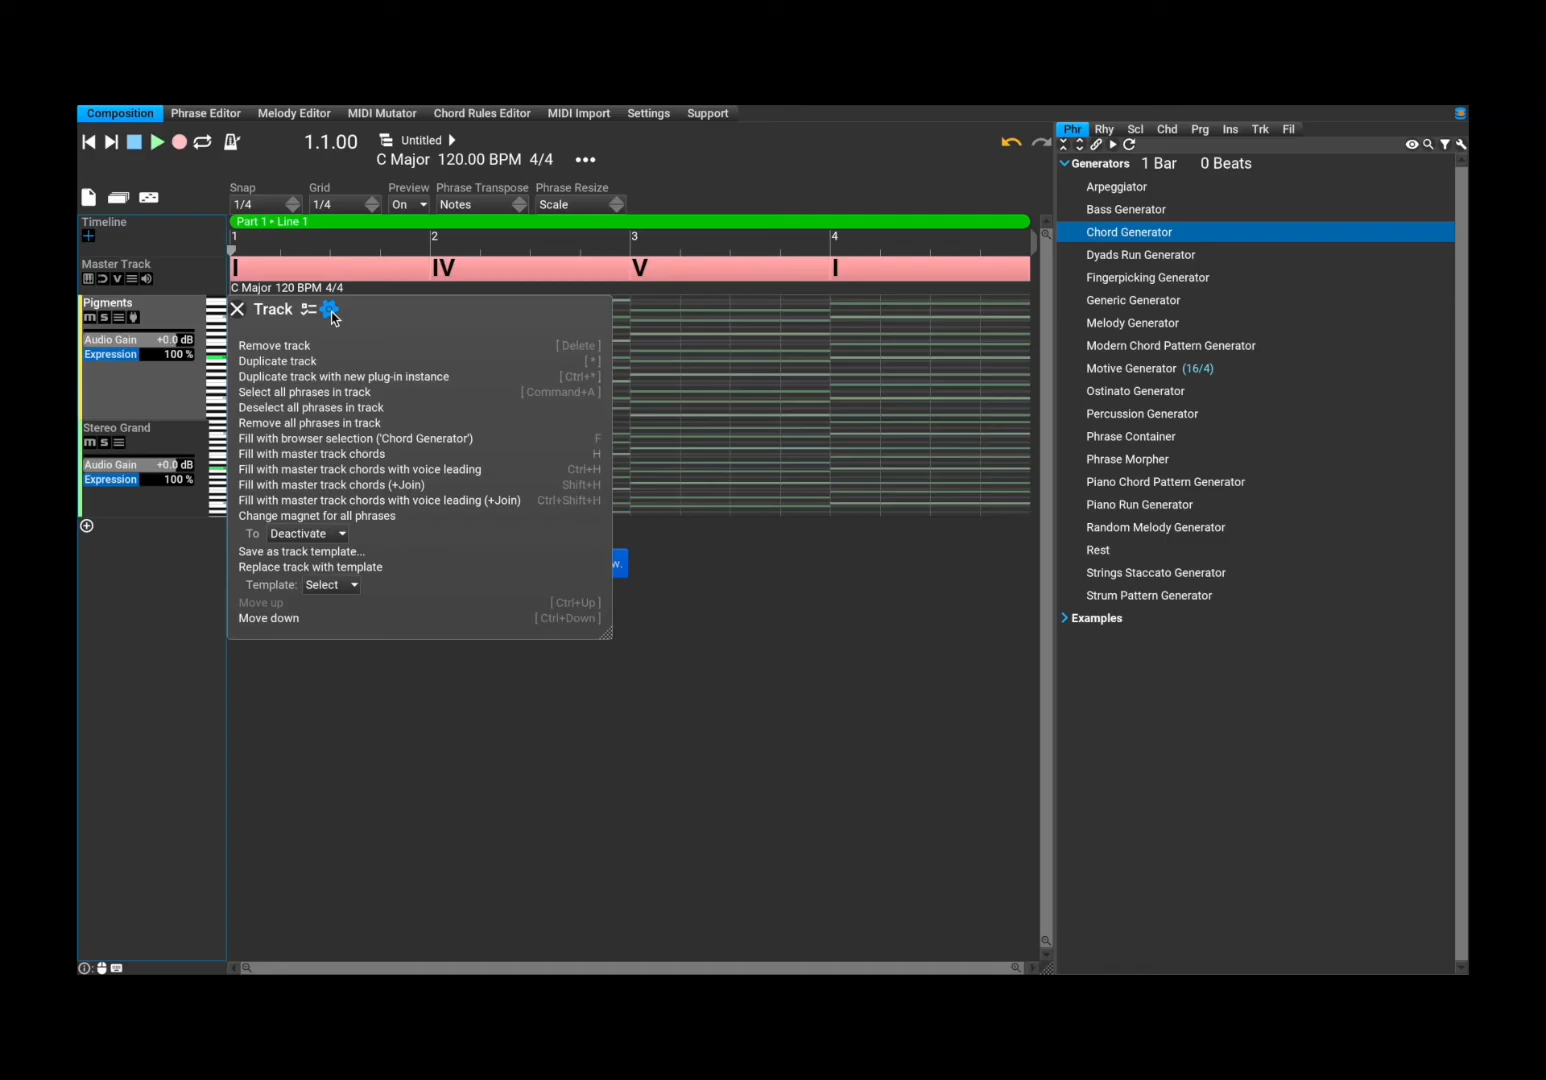 Composition Phrase Editor Melody Editor MIDI Mutator Chord Rules Editor MIDI Import Settings Support
1.1.00 Untitled
C Major 120.00 BPM 4/4 •••
Phr Rhy Scl Chd Prg Ins Trk Fil
Snap Grid Preview Phrase Transpose Phrase Resize
1/4 1/4 On Notes Scale
Timeline
Part 1 • Line 1
1 2 3 4
Master Track
V
I IV V I
C Major 120 BPM 4/4
Pigments
m s
Audio Gain +0.0 dB
Expression 100 %
Stereo Grand
m s
Audio Gain +0.0 dB
Expression 100 %
Track
Remove track [ Delete ]
Duplicate track [ * ]
Duplicate track with new plug-in instance [ Ctrl+* ]
Select all phrases in track [ Command+A ]
Deselect all phrases in track
Remove all phrases in track
Fill with browser selection ('Chord Generator') F
Fill with master track chords H
Fill with master track chords with voice leading Ctrl+H
Fill with master track chords (+Join) Shift+H
Fill with master track chords with voice leading (+Join) Ctrl+Shift+H
Change magnet for all phrases
To Deactivate
Save as track template...
Replace track with template
Template: Select
Move up [ Ctrl+Up ]
Move down [ Ctrl+Down ]
w.
Generators 1 Bar 0 Beats
Arpeggiator
Bass Generator
Chord Generator
Dyads Run Generator
Fingerpicking Generator
Generic Generator
Melody Generator
Modern Chord Pattern Generator
Motive Generator (16/4)
Ostinato Generator
Percussion Generator
Phrase Container
Phrase Morpher
Piano Chord Pattern Generator
Piano Run Generator
Random Melody Generator
Rest
Strings Staccato Generator
Strum Pattern Generator
Examples